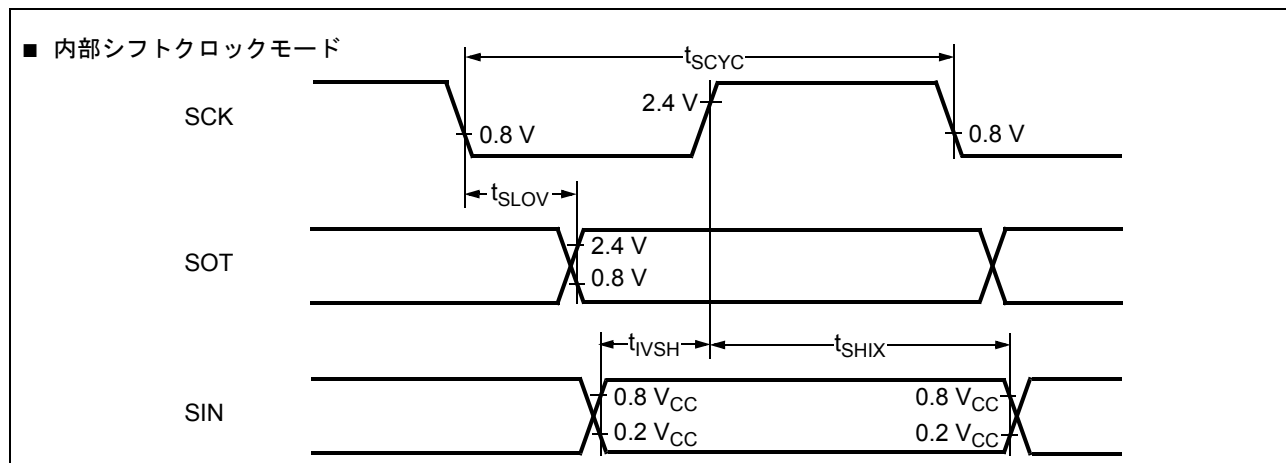 ■ 内部シフトクロックモード
tSCYC
SCK
2.4 V
0.8 V
0.8 V
tSLOV
SOT
2.4 V
0.8 V
tIVSH
tSHIX
SIN
0.8 VCC
0.8 VCC
0.2 VCC
0.2 VCC